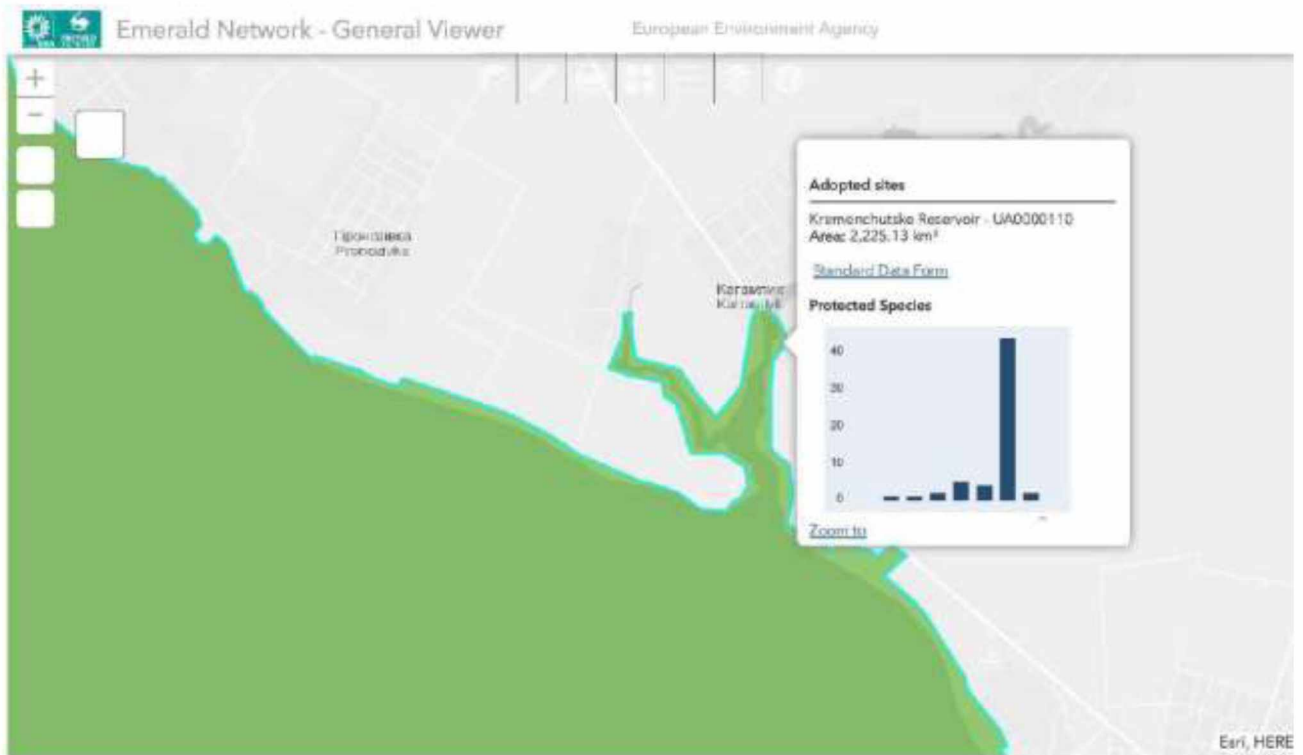 Emerald Network - General Viewer
European Environment Agency
+
−
Adopted sites
Kremenchutske Reservoir - UA0000110
Area: 2,225.13 km²
Standard Data Form
Protected Species
40
30
20
10
0
Zoom to
Esri, HERE